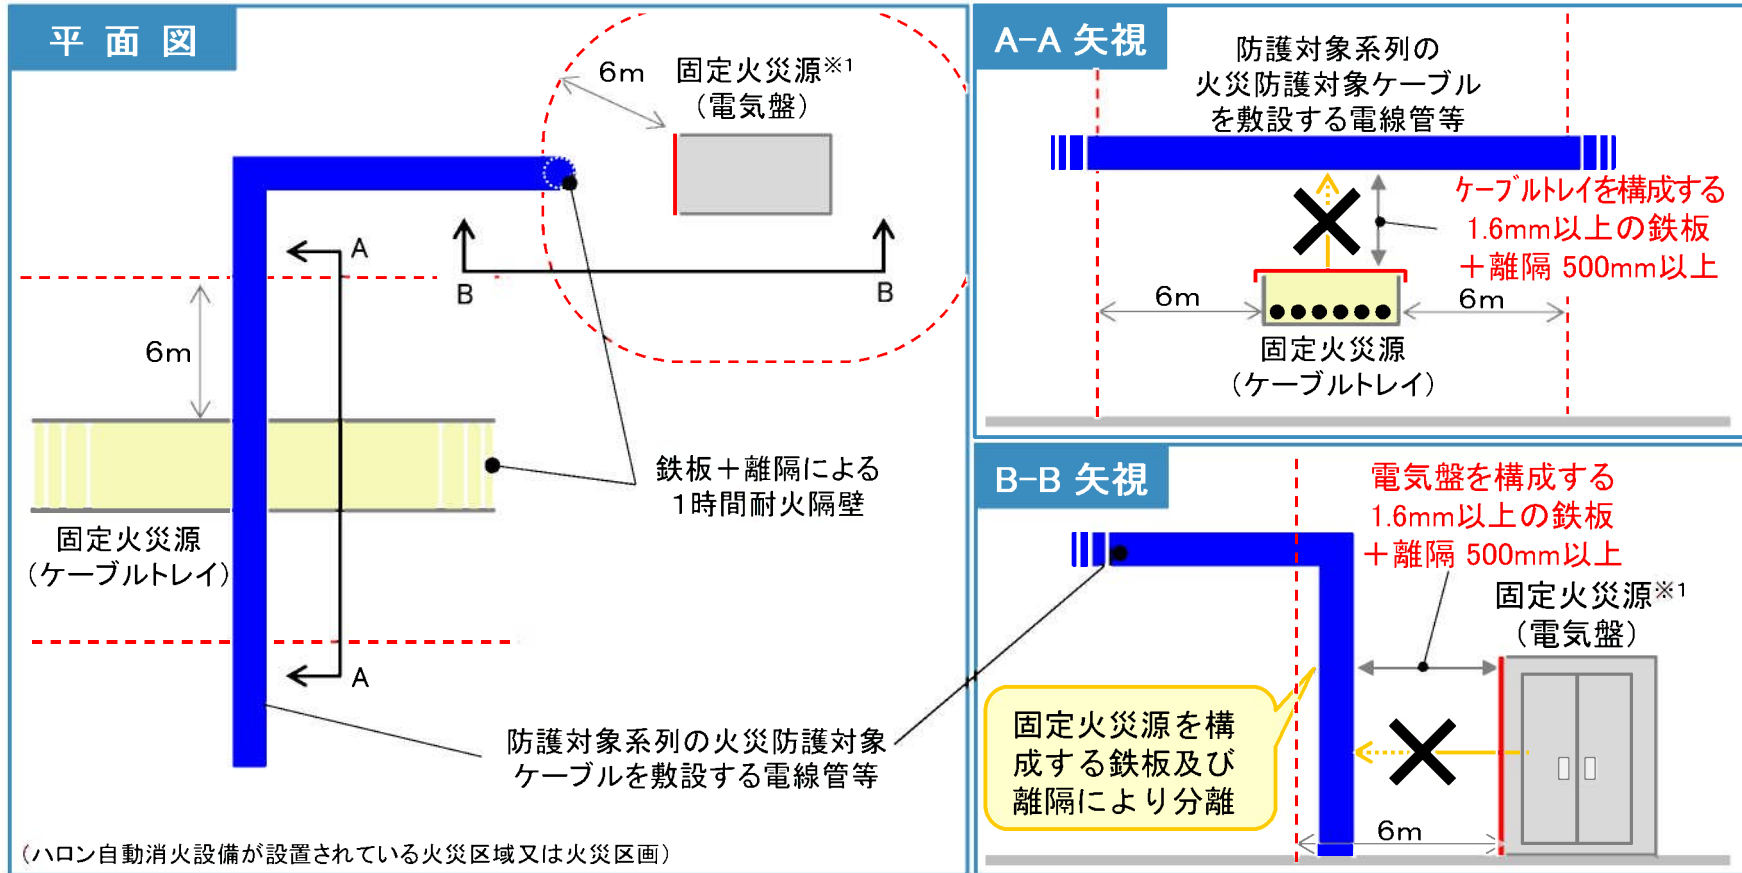 平面図
6m
固定火災源※1
(電気盤)
A
B
B
6m
A
鉄板＋離隔による
1時間耐火隔壁
固定火災源
(ケーブルトレイ)
防護対象系列の火災防護対象
ケーブルを敷設する電線管等
(ハロン自動消火設備が設置されている火災区域又は火災区画)
A-A 矢視
防護対象系列の
火災防護対象ケーブル
を敷設する電線管等
ケーブルトレイを構成する
1.6mm以上の鉄板
＋離隔 500mm以上
6m
6m
固定火災源
(ケーブルトレイ)
B-B 矢視
電気盤を構成する
1.6mm以上の鉄板
＋離隔 500mm以上
固定火災源※1
(電気盤)
固定火災源を構
成する鉄板及び
離隔により分離
6m